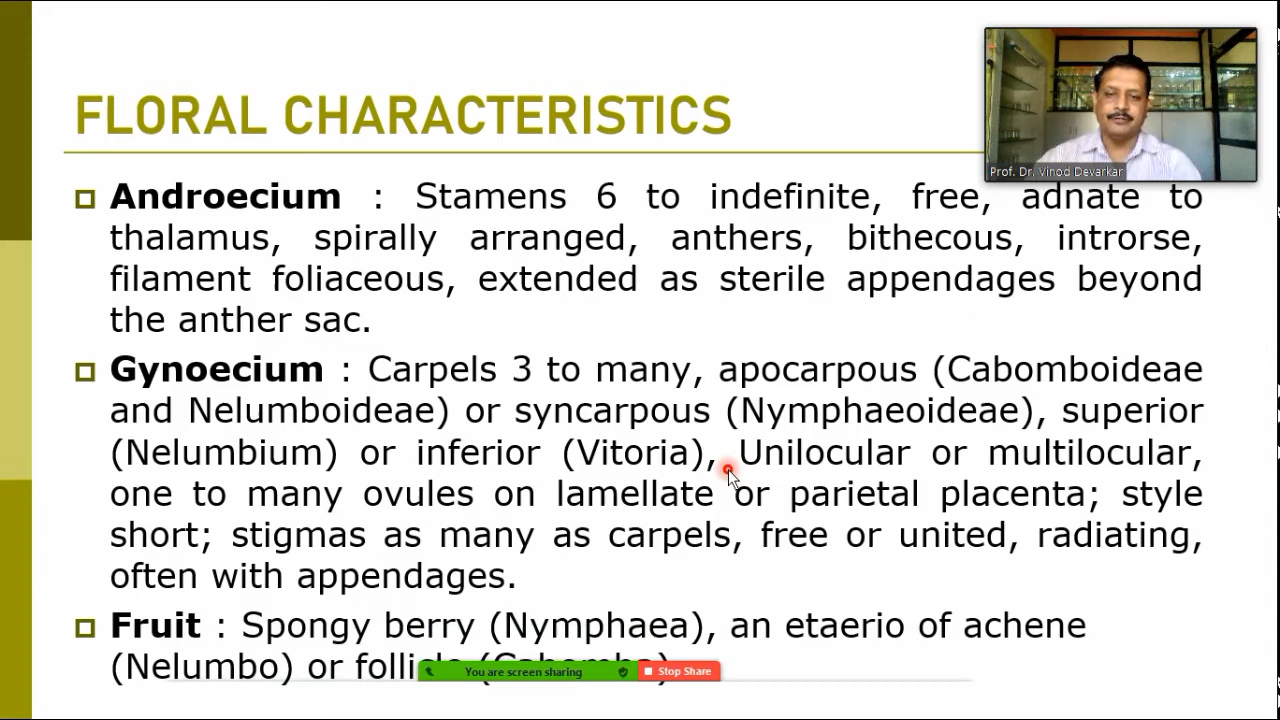 FLORAL CHARACTERISTICS
Prof. Dr. Vinod Devarkar
Androecium : Stamens 6 to indefinite, free, adnate to
thalamus, spirally arranged, anthers, bithecous, introrse,
filament foliaceous, extended as sterile appendages beyond
the anther sac.
Gynoecium : Carpels 3 to many, apocarpous (Cabomboideae
and Nelumboideae) or syncarpous (Nymphaeoideae), superior
(Nelumbium) or inferior (Vitoria), Unilocular or multilocular,
one to many ovules on lamellate or parietal placenta; style
short; stigmas as many as carpels, free or united, radiating,
often with appendages.
Fruit : Spongy berry (Nymphaea), an etaerio of achene
(Nelumbo) or follicle (Cabomba)
You are screen sharing Stop Share